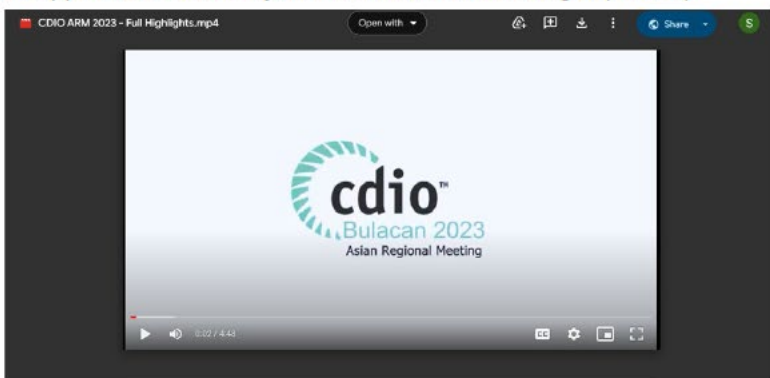 CDIO ARM 2023 - Full Highlights.mp4
Open with
Share
S
cdio™
Bulacan 2023
Asian Regional Meeting
0:02 / 4:48
CC